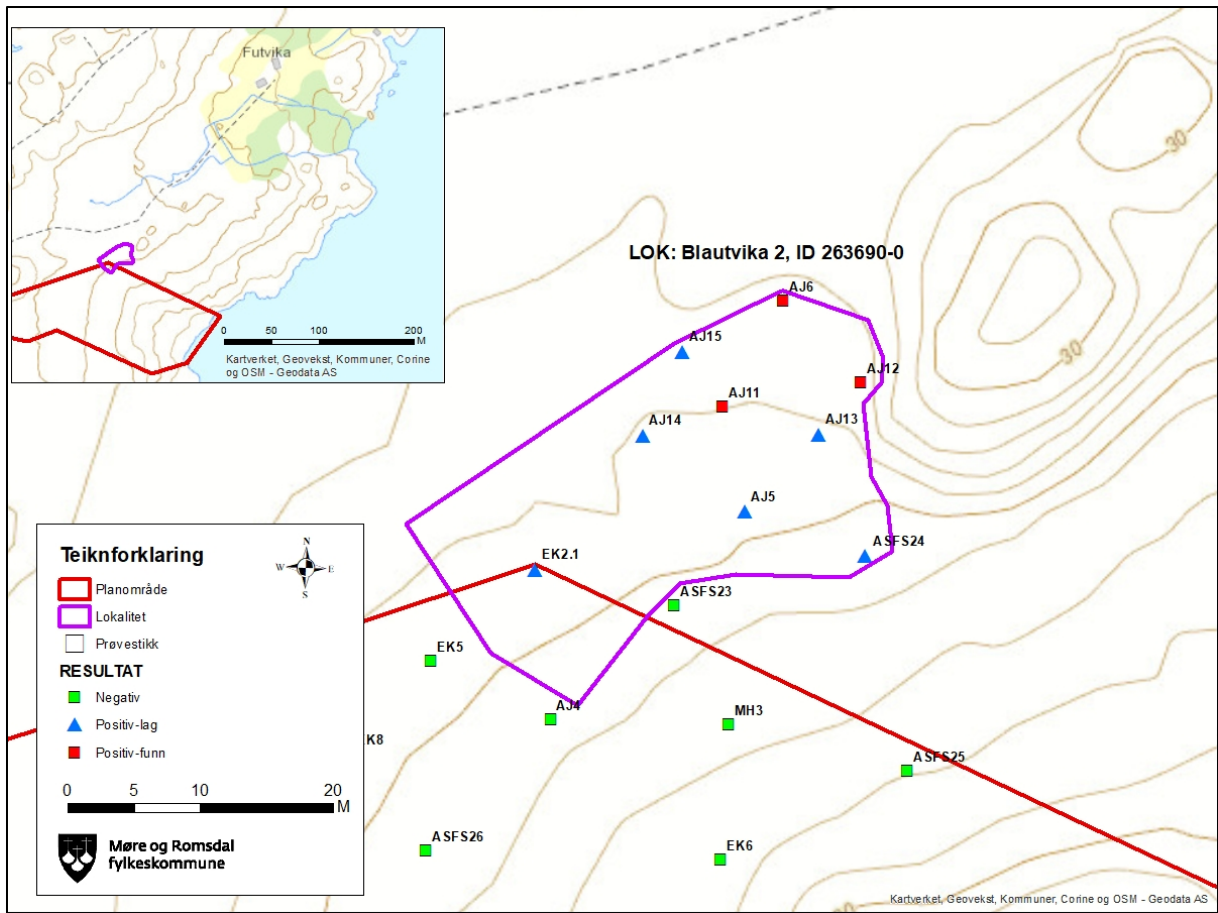 Futvika
0 50 100 200
M
Kartverket, Geovekst, Kommuner, Corine
og OSM - Geodata AS
30
30
30
LOK: Blautvika 2, ID 263690-0
AJ6
AJ15
AJ12
AJ11
AJ14
AJ13
AJ5
ASFS24
EK2.1
ASFS23
EK5
AJ4
MH3
K8
ASFS25
ASFS26
EK6
Teiknforklaring
N
W E
S
Planområde
Lokalitet
Prøvestikk
RESULTAT
Negativ
Positiv-lag
Positiv-funn
0 5 10 20
M
Møre og Romsdal
fylkeskommune
Kartverket, Geovekst, Kommuner, Corine og OSM - Geodata AS